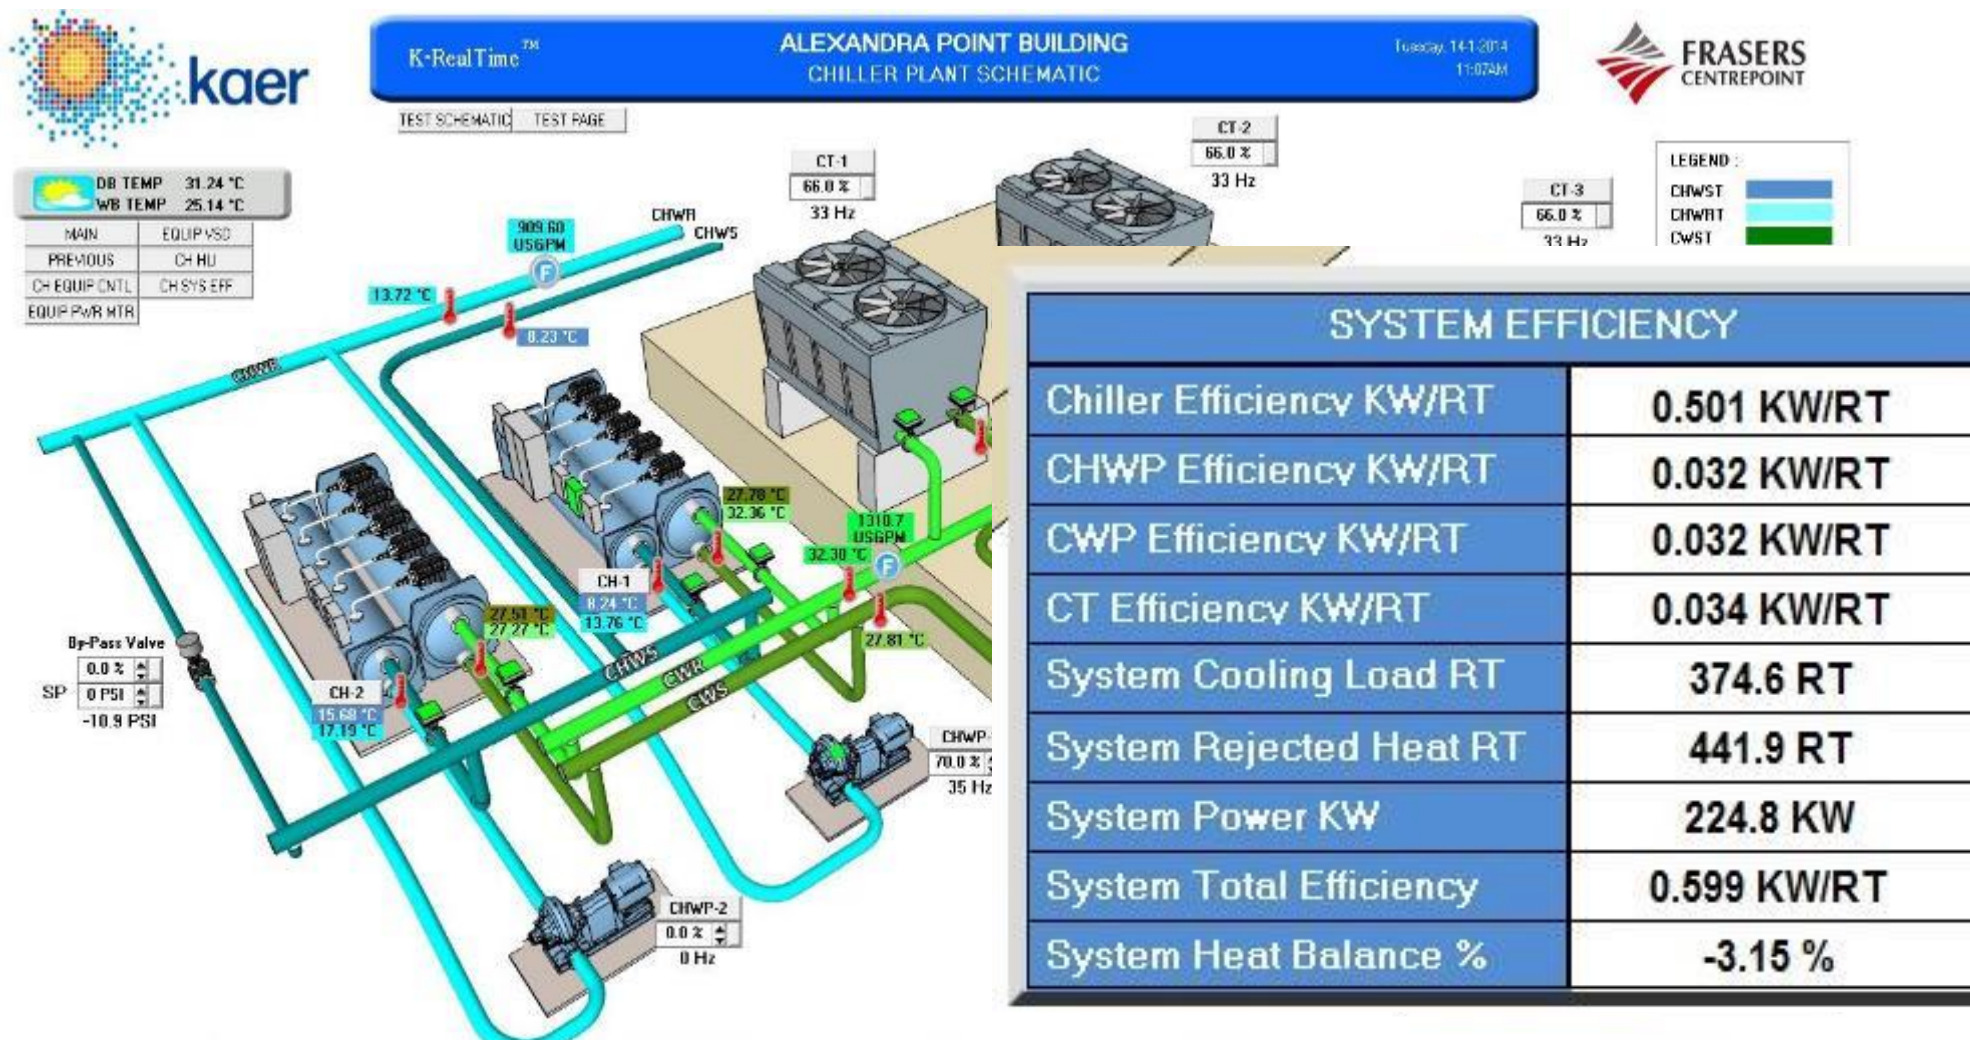 kaer
K-RealTime™
ALEXANDRA POINT BUILDING
CHILLER PLANT SCHEMATIC
Tuesday, 14-1-2014
11:07AM
FRASERS
CENTREPOINT
TEST SCHEMATIC TEST PAGE
DB TEMP 31.24 °C
WB TEMP 25.14 °C
MAIN EQUIP VSD
PREVIOUS CH HLI
CH EQUIP CNTL CH SYS EFF
EQUIP PWR MTR
CT-1
66.0 %
33 Hz
CT-2
66.0 %
33 Hz
CT-3
66.0 %
33 Hz
LEGEND :
CHWST
CHWRT
CWST
909.60
USGPM
F
CHWR
CHWS
13.72 °C
8.23 °C
CHWR
27.78 °C
32.36 °C
1310.7
USGPM
32.30 °C
F
27.81 °C
CH-1
8.24 °C
13.76 °C
27.51 °C
27.27 °C
CHWS
CWR
CWS
By-Pass Valve
0.0 %
SP 0 PSI
-10.9 PSI
CH-2
15.68 °C
17.19 °C
CHWP-
70.0 %
35 Hz
CHWP-2
0.0 %
0 Hz
SYSTEM EFFICIENCY
Chiller Efficiency KW/RT 0.501 KW/RT
CHWP Efficiency KW/RT 0.032 KW/RT
CWP Efficiency KW/RT 0.032 KW/RT
CT Efficiency KW/RT 0.034 KW/RT
System Cooling Load RT 374.6 RT
System Rejected Heat RT 441.9 RT
System Power KW 224.8 KW
System Total Efficiency 0.599 KW/RT
System Heat Balance % -3.15 %